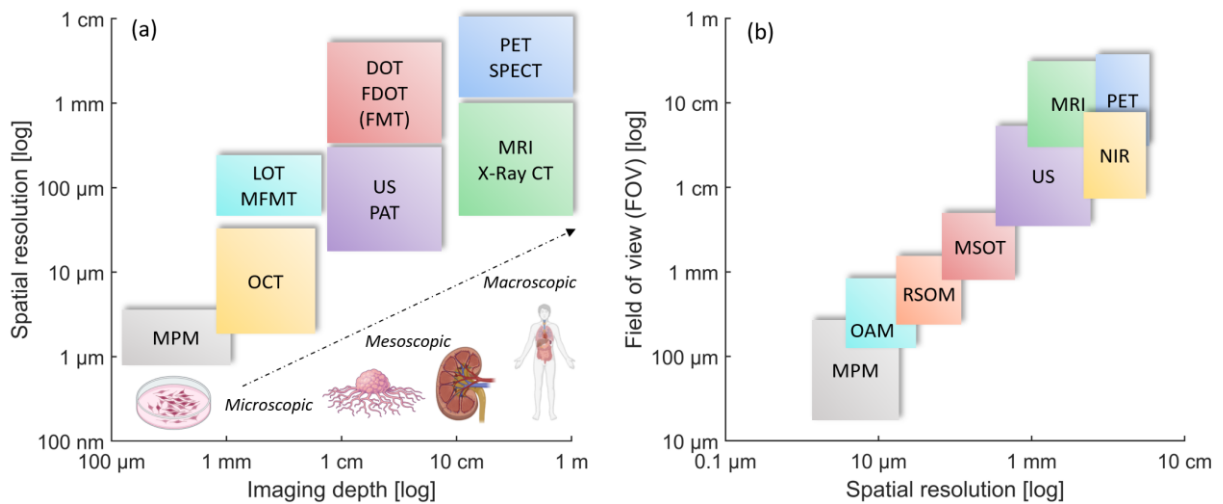 (a)
Spatial resolution [log]
1 cm
1 mm
100 µm
10 µm
1 µm
100 nm
DOT
FDOT
(FMT)
PET
SPECT
LOT
MFMT
US
PAT
MRI
X-Ray CT
OCT
MPM
Microscopic
Mesoscopic
Macroscopic
100 µm
1 mm
1 cm
10 cm
1 m
Imaging depth [log]
(b)
Field of view (FOV) [log]
1 m
10 cm
1 cm
1 mm
100 µm
10 µm
MRI
PET
NIR
US
MSOT
RSOM
OAM
MPM
0.1 µm
10 µm
1 mm
10 cm
Spatial resolution [log]